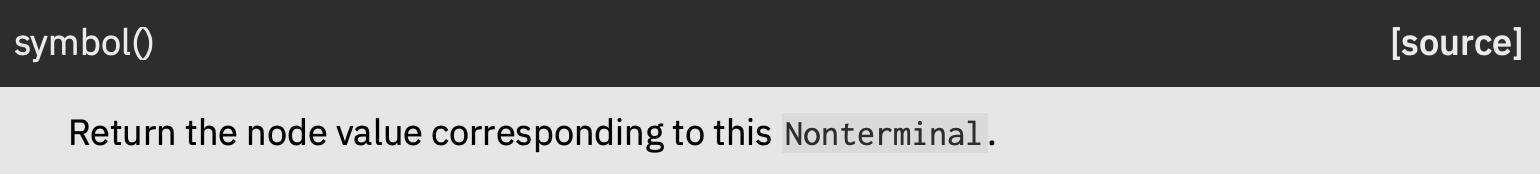 symbol() [source]
Return the node value corresponding to this Nonterminal.